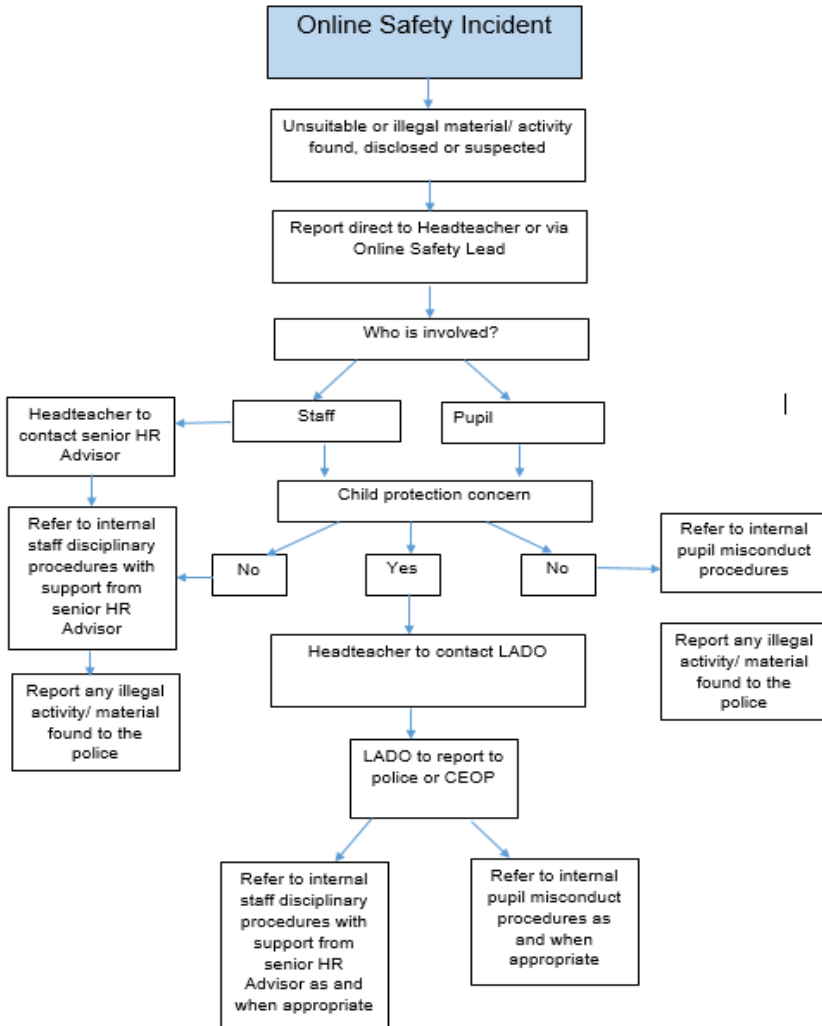 Online Safety Incident
Unsuitable or illegal material/ activity
found, disclosed or suspected
Report direct to Headteacher or via
Online Safety Lead
Who is involved?
Headteacher to
contact senior HR
Advisor
Staff
Pupil
Child protection concern
Refer to internal
staff disciplinary
procedures with
support from
senior HR
Advisor
No
Yes
No
Refer to internal
pupil misconduct
procedures
Headteacher to contact LADO
Report any illegal
activity/ material
found to the
police
Report any illegal
activity/ material
found to the
police
LADO to report to
police or CEOP
Refer to internal
staff disciplinary
procedures with
support from
senior HR
Advisor as and
when appropriate
Refer to internal
pupil misconduct
procedures as
and when
appropriate